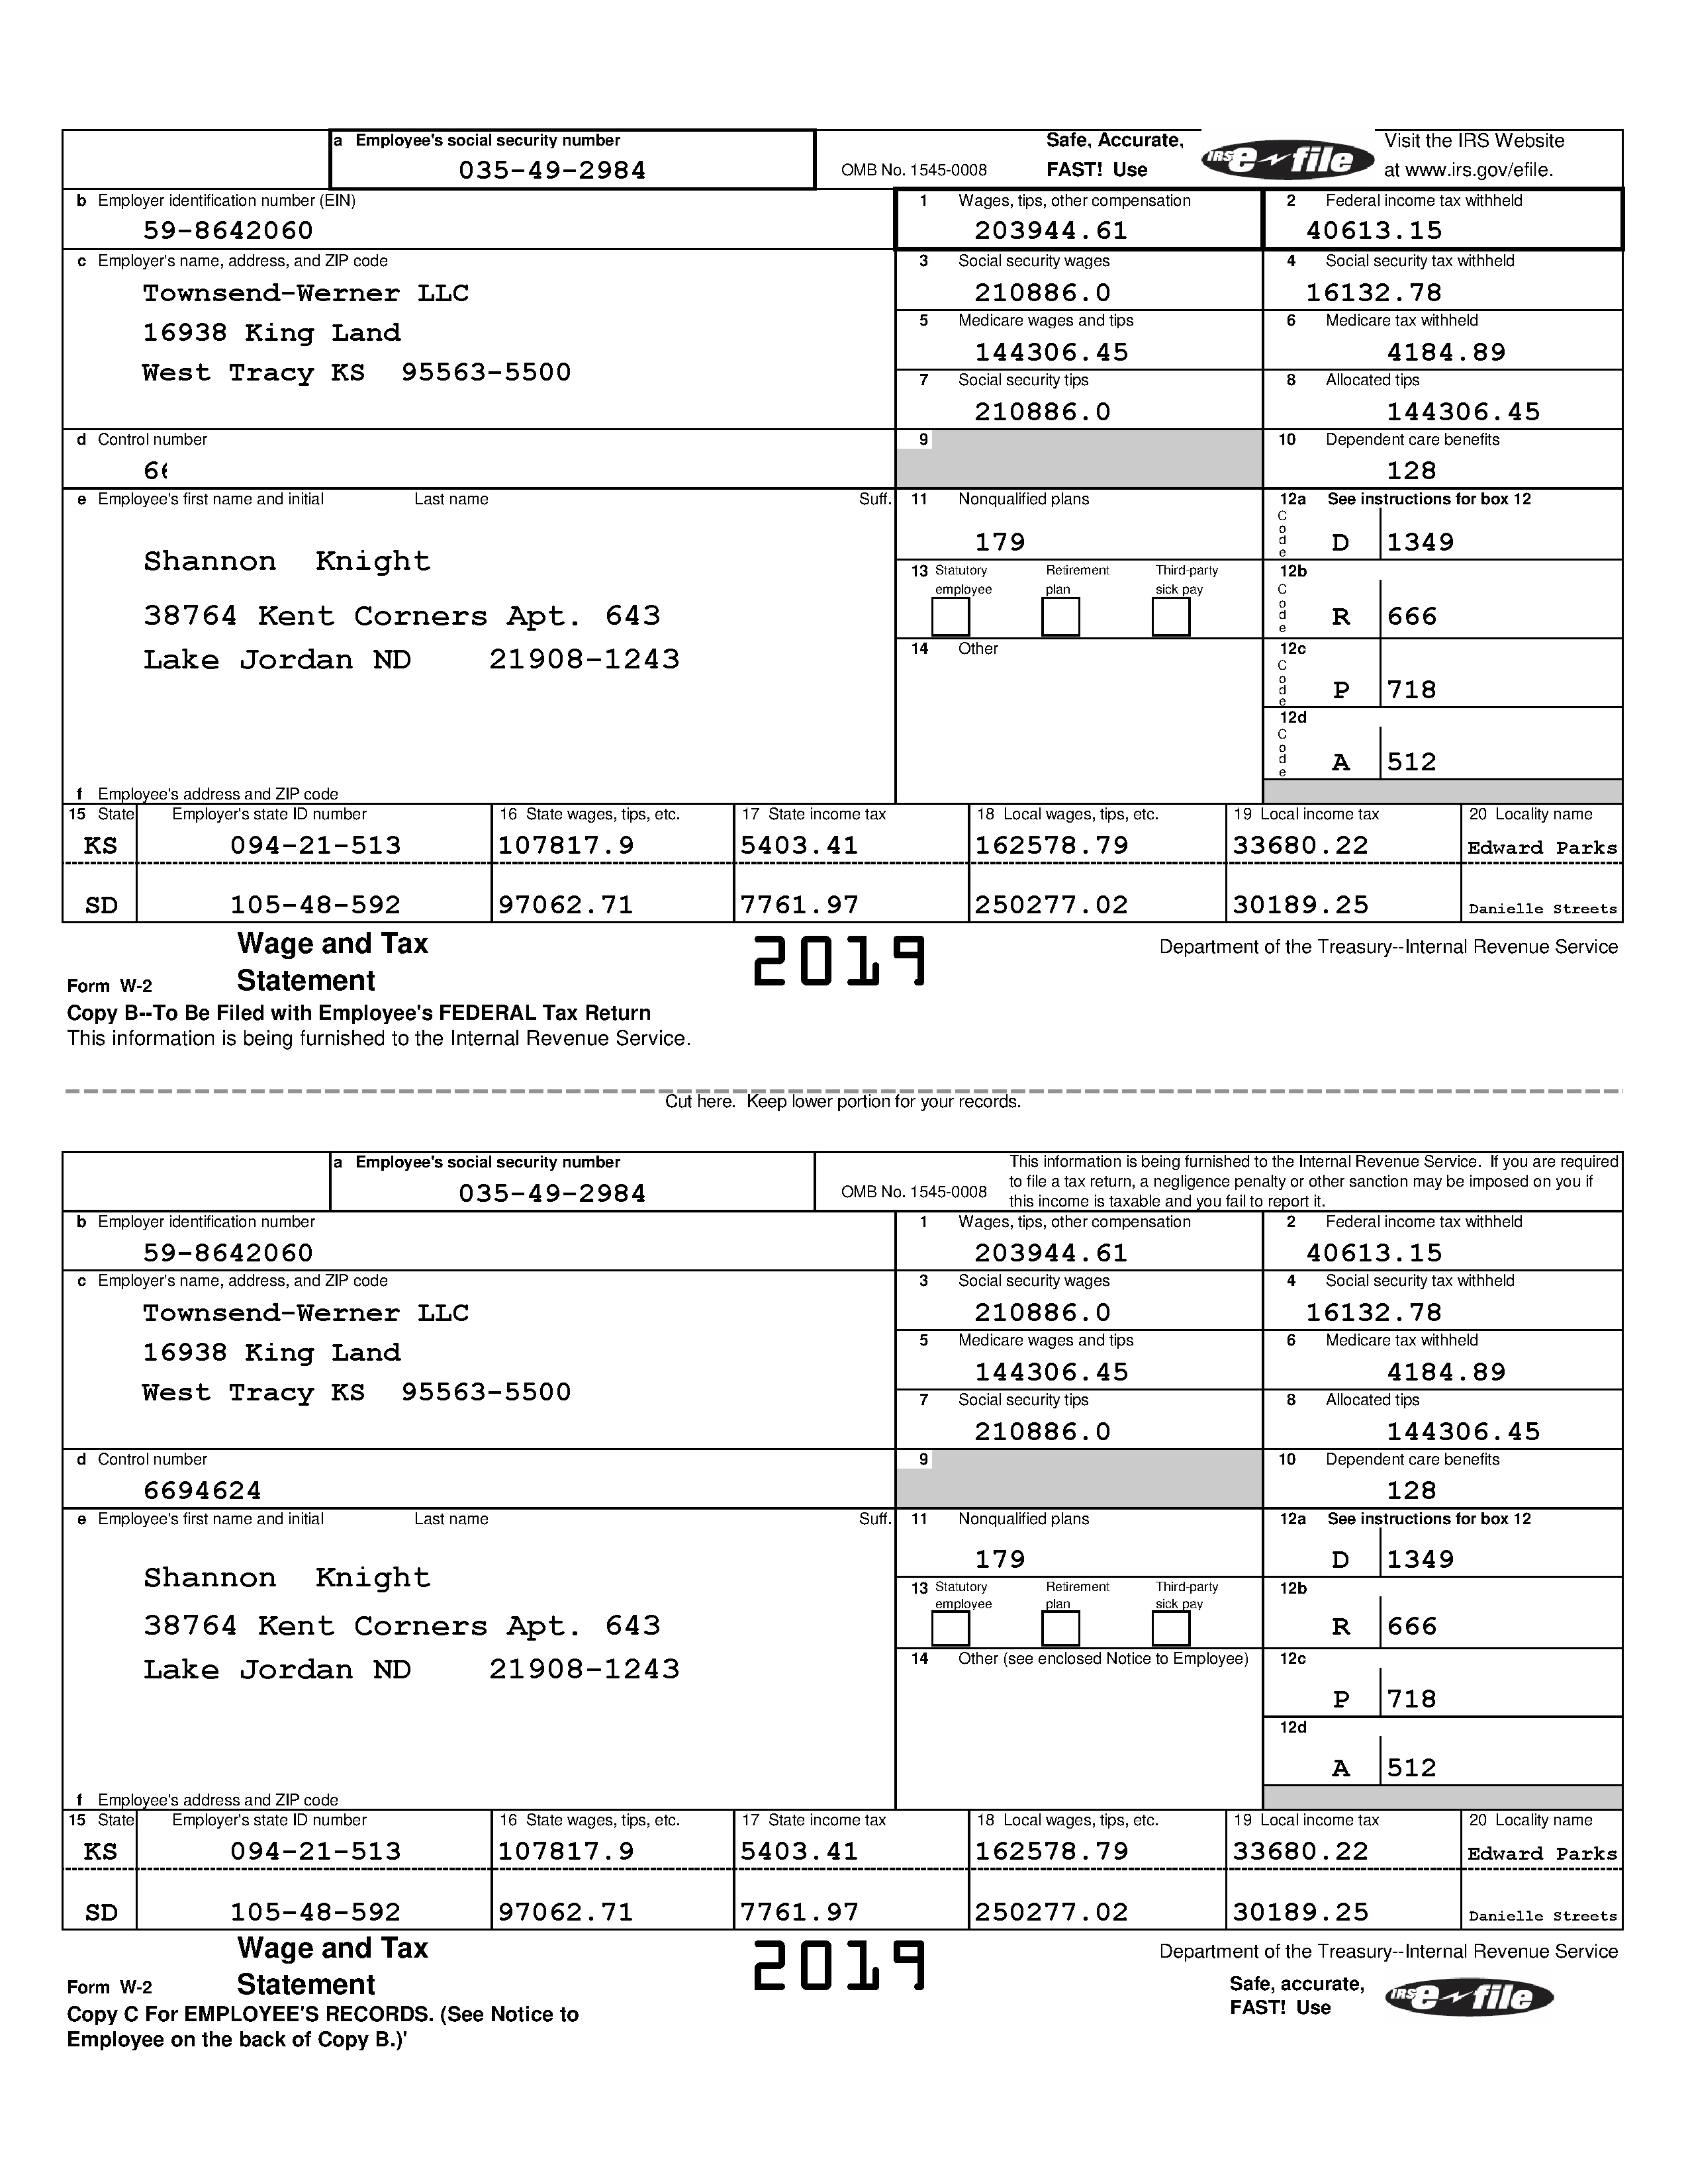 a Employee's social security number
035-49-2984
OMB No. 1545-0008
Safe, Accurate,
FAST! Use
IRS e-file
Visit the IRS Website
at www.irs.gov/efile.
b Employer identification number (EIN)
59-8642060
1 Wages, tips, other compensation
203944.61
2 Federal income tax withheld
40613.15
c Employer's name, address, and ZIP code
Townsend-Werner LLC
16938 King Land
West Tracy KS 95563-5500
3 Social security wages
210886.0
4 Social security tax withheld
16132.78
5 Medicare wages and tips
144306.45
6 Medicare tax withheld
4184.89
7 Social security tips
210886.0
8 Allocated tips
144306.45
d Control number
6
9
10 Dependent care benefits
128
e Employee's first name and initial Last name Suff.
Shannon Knight
38764 Kent Corners Apt. 643
Lake Jordan ND 21908-1243
f Employee's address and ZIP code
11 Nonqualified plans
179
12a See instructions for box 12
Code D 1349
13 Statutory employee Retirement plan Third-party sick pay
12b
Code R 666
14 Other
12c
Code P 718
12d
Code A 512
15 State Employer's state ID number 16 State wages, tips, etc. 17 State income tax 18 Local wages, tips, etc. 19 Local income tax 20 Locality name
KS 094-21-513 107817.9 5403.41 162578.79 33680.22 Edward Parks
SD 105-48-592 97062.71 7761.97 250277.02 30189.25 Danielle Streets
Wage and Tax
Statement
Form W-2
2019
Department of the Treasury--Internal Revenue Service
Copy B--To Be Filed with Employee's FEDERAL Tax Return
This information is being furnished to the Internal Revenue Service.
Cut here. Keep lower portion for your records.
a Employee's social security number
035-49-2984
OMB No. 1545-0008
This information is being furnished to the Internal Revenue Service. If you are required
to file a tax return, a negligence penalty or other sanction may be imposed on you if
this income is taxable and you fail to report it.
b Employer identification number
59-8642060
1 Wages, tips, other compensation
203944.61
2 Federal income tax withheld
40613.15
c Employer's name, address, and ZIP code
Townsend-Werner LLC
16938 King Land
West Tracy KS 95563-5500
3 Social security wages
210886.0
4 Social security tax withheld
16132.78
5 Medicare wages and tips
144306.45
6 Medicare tax withheld
4184.89
7 Social security tips
210886.0
8 Allocated tips
144306.45
d Control number
6694624
9
10 Dependent care benefits
128
e Employee's first name and initial Last name Suff.
Shannon Knight
38764 Kent Corners Apt. 643
Lake Jordan ND 21908-1243
f Employee's address and ZIP code
11 Nonqualified plans
179
12a See instructions for box 12
D 1349
13 Statutory employee Retirement plan Third-party sick pay
12b
R 666
14 Other (see enclosed Notice to Employee)
12c
P 718
12d
A 512
15 State Employer's state ID number 16 State wages, tips, etc. 17 State income tax 18 Local wages, tips, etc. 19 Local income tax 20 Locality name
KS 094-21-513 107817.9 5403.41 162578.79 33680.22 Edward Parks
SD 105-48-592 97062.71 7761.97 250277.02 30189.25 Danielle Streets
Wage and Tax
Statement
Form W-2
2019
Department of the Treasury--Internal Revenue Service
Safe, accurate,
FAST! Use
IRS e-file
Copy C For EMPLOYEE'S RECORDS. (See Notice to
Employee on the back of Copy B.)'